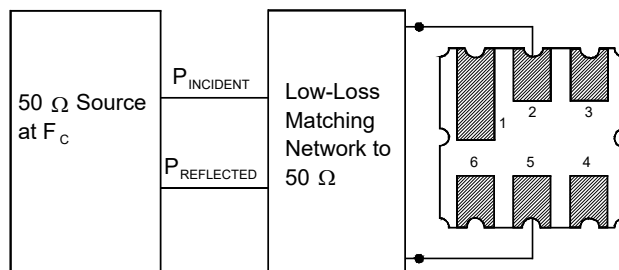 50 Ω Source
at F C
P INCIDENT
P REFLECTED
Low-Loss
Matching
Network to
50 Ω
1
2
3
6
5
4